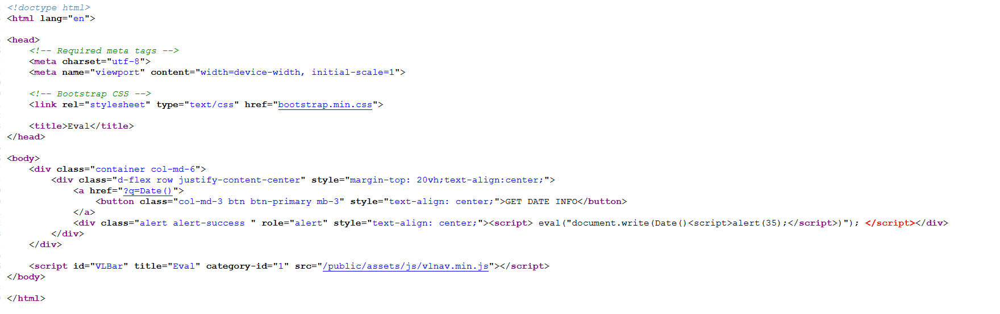 <!doctype html>
<html lang="en">
<head>
<!-- Required meta tags -->
<meta charset="utf-8">
<meta name="viewport" content="width=device-width, initial-scale=1">
<!-- Bootstrap CSS -->
<link rel="stylesheet" type="text/css" href="bootstrap.min.css">
<title>Eval</title>
</head>
<body>
<div class="container col-md-6">
<div class="d-flex row justify-content-center" style="margin-top: 20vh;text-align:center;">
<a href="?q=Date()">
<button class="col-md-3 btn btn-primary mb-3" style="text-align: center;">GET DATE INFO</button>
</a>
<div class="alert alert-success " role="alert" style="text-align: center;"><script> eval("document.write(Date()<script>alert(35);</script>)"); </script></div>
</div>
</div>
<script id="VLBar" title="Eval" category-id="1" src="/public/assets/js/vlnav.min.js"></script>
</body>
</html>